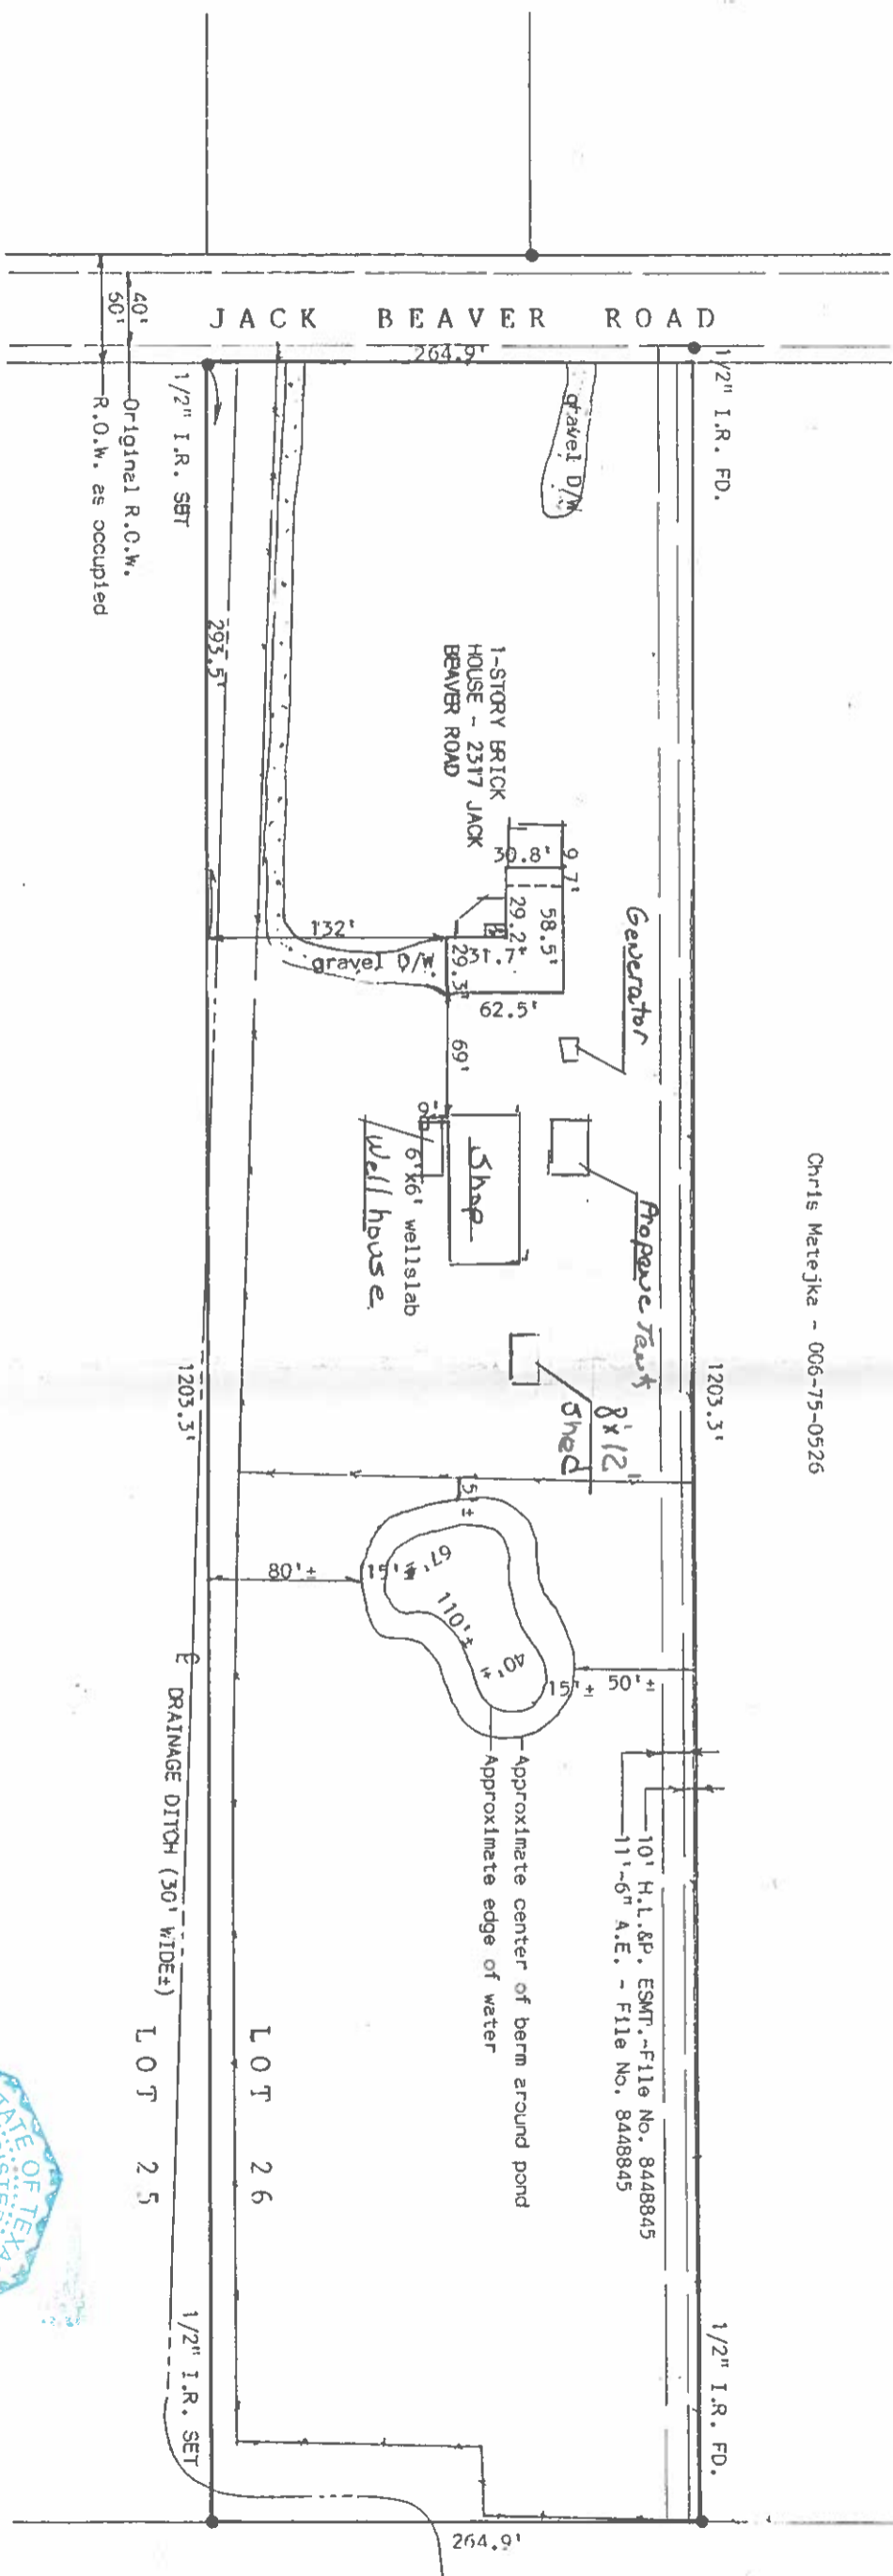 JACK BEAVER ROAD
264.9'
40'
60'
Original R.O.W.
R.O.W. as occupied
1/2" I.R. SET
1/2" I.R. FD.
gravel D/W
293.5'
1-STORY BRICK
HOUSE - 2317 JACK
BEAVER ROAD
30.8'
9.7'
58.5'
29.2'
31.7'
29.3'
62.5'
132'
gravel D/W.
69'
Generator
Propane Tank
Shop
6'x6' wellslab
Well house
8'x12'
Shed
Chris Matejka - 006-75-0526
1203.3'
1203.3'
5'±
80'±
15'±
67'
110'±
40'±
15'±
50'±
Approximate center of berm around pond
Approximate edge of water
10' H.L.&P. ESMT.-File No. 8448845
11'-6" A.E. - File No. 8448845
DRAINAGE DITCH (30' WIDE±)
LOT 26
LOT 25
1/2" I.R. FD.
1/2" I.R. SET
264.9'
TATE OF TEXA